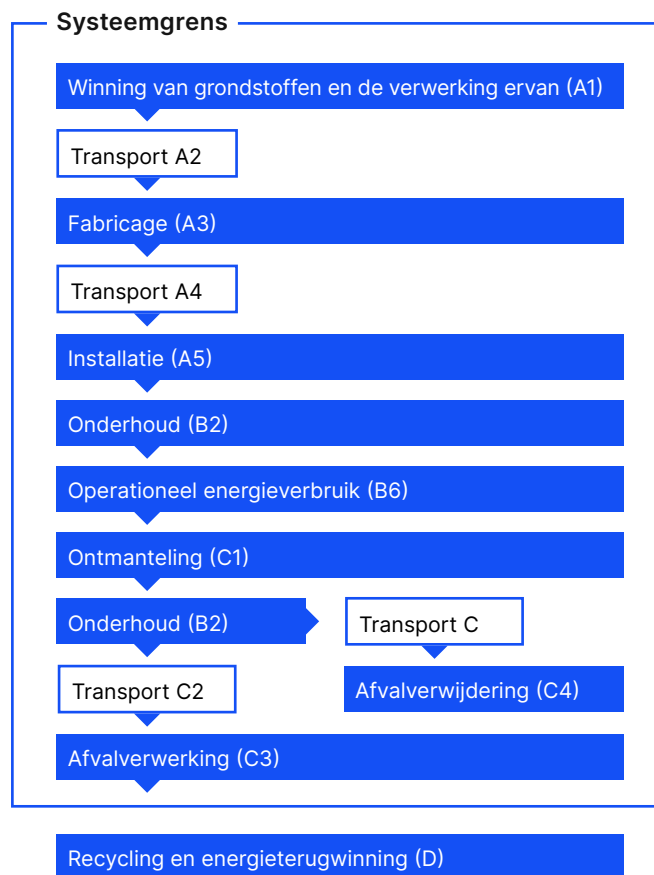 Systeemgrens
Winning van grondstoffen en de verwerking ervan (A1)
Transport A2
Fabricage (A3)
Transport A4
Installatie (A5)
Onderhoud (B2)
Operationeel energieverbruik (B6)
Ontmanteling (C1)
Onderhoud (B2)
Transport C
Transport C2
Afvalverwijdering (C4)
Afvalverwerking (C3)
Recycling en energieterugwinning (D)